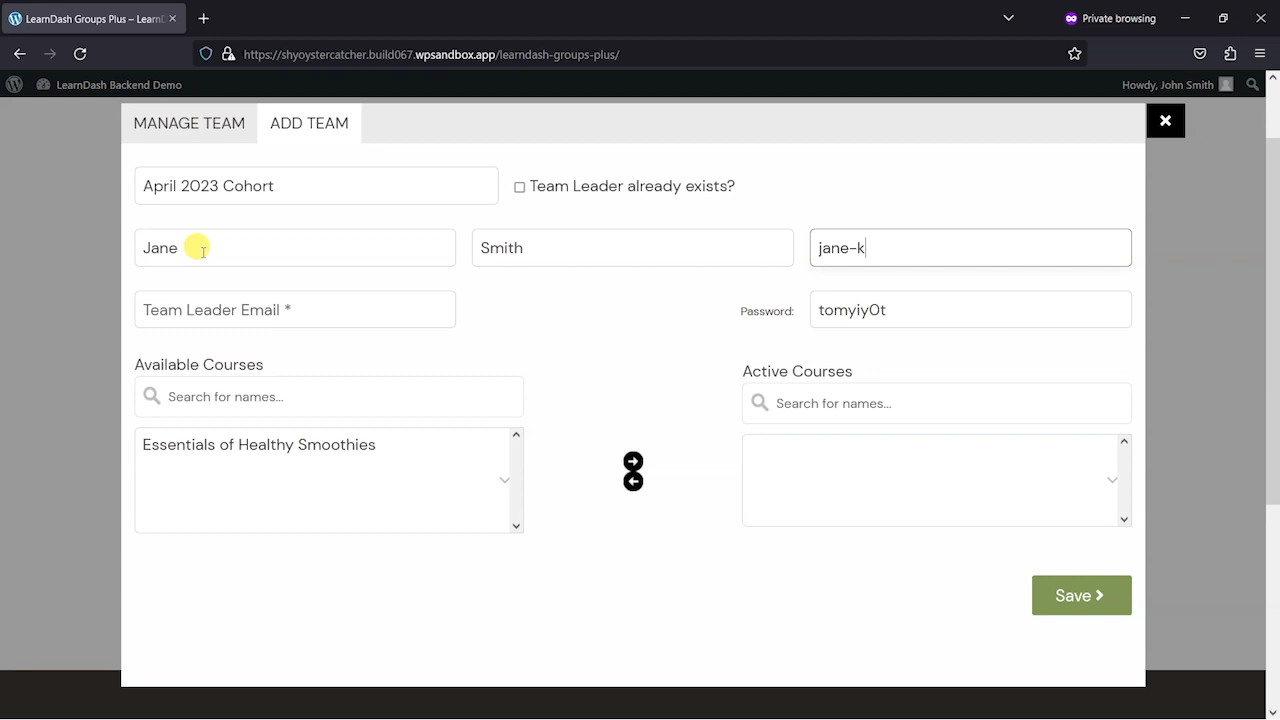 LearnDash Groups Plus – LearnD
Private browsing
https://shyoystercatcher.build067.wpsandbox.app/learndash-groups-plus/
LearnDash Backend Demo
Howdy, John Smith
MANAGE TEAM
ADD TEAM
April 2023 Cohort
Team Leader already exists?
Jane
Smith
jane-k
Team Leader Email *
Password:
tomyiy0t
Available Courses
Active Courses
Search for names...
Search for names...
Essentials of Healthy Smoothies
Save